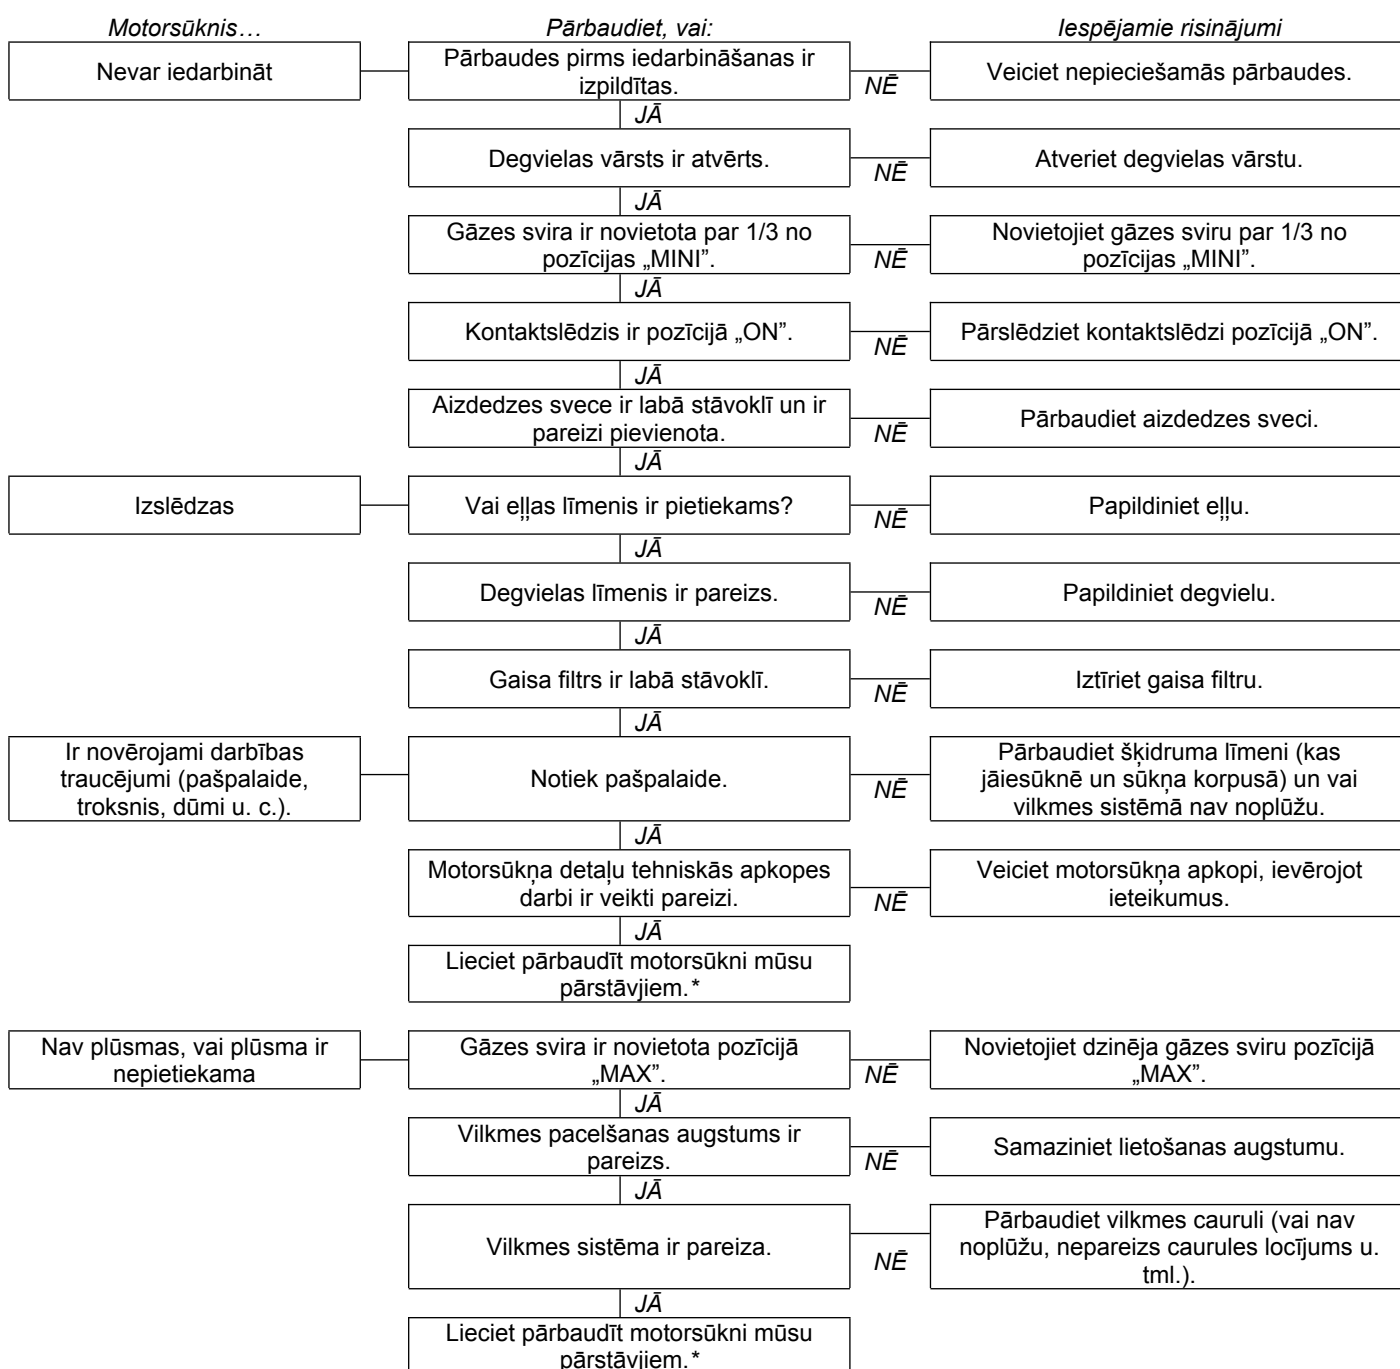 Motorsūknis…
Pārbaudiet, vai:
Iespējamie risinājumi
Nevar iedarbināt
Pārbaudes pirms iedarbināšanas ir
izpildītas.
NĒ
Veiciet nepieciešamās pārbaudes.
JĀ
Degvielas vārsts ir atvērts.
NĒ
Atveriet degvielas vārstu.
JĀ
Gāzes svira ir novietota par 1/3 no
pozīcijas „MINI”.
NĒ
Novietojiet gāzes sviru par 1/3 no
pozīcijas „MINI”.
JĀ
Kontaktslēdzis ir pozīcijā „ON”.
NĒ
Pārslēdziet kontaktslēdzi pozīcijā „ON”.
JĀ
Aizdedzes svece ir labā stāvoklī un ir
pareizi pievienota.
NĒ
Pārbaudiet aizdedzes sveci.
JĀ
Izslēdzas
Vai eļļas līmenis ir pietiekams?
NĒ
Papildiniet eļļu.
JĀ
Degvielas līmenis ir pareizs.
NĒ
Papildiniet degvielu.
JĀ
Gaisa filtrs ir labā stāvoklī.
NĒ
Iztīriet gaisa filtru.
JĀ
Ir novērojami darbības
traucējumi (pašpalaide,
troksnis, dūmi u. c.).
Notiek pašpalaide.
NĒ
Pārbaudiet šķidruma līmeni (kas
jāiesūknē un sūkņa korpusā) un vai
vilkmes sistēmā nav noplūžu.
JĀ
Motorsūkņa detaļu tehniskās apkopes
darbi ir veikti pareizi.
NĒ
Veiciet motorsūkņa apkopi, ievērojot
ieteikumus.
JĀ
Lieciet pārbaudīt motorsūkni mūsu
pārstāvjiem.*
Nav plūsmas, vai plūsma ir
nepietiekama
Gāzes svira ir novietota pozīcijā
„MAX”.
NĒ
Novietojiet dzinēja gāzes sviru pozīcijā
„MAX”.
JĀ
Vilkmes pacelšanas augstums ir
pareizs.
NĒ
Samaziniet lietošanas augstumu.
JĀ
Vilkmes sistēma ir pareiza.
NĒ
Pārbaudiet vilkmes cauruli (vai nav
noplūžu, nepareizs caurules locījums u.
tml.).
JĀ
Lieciet pārbaudīt motorsūkni mūsu
pārstāvjiem.*